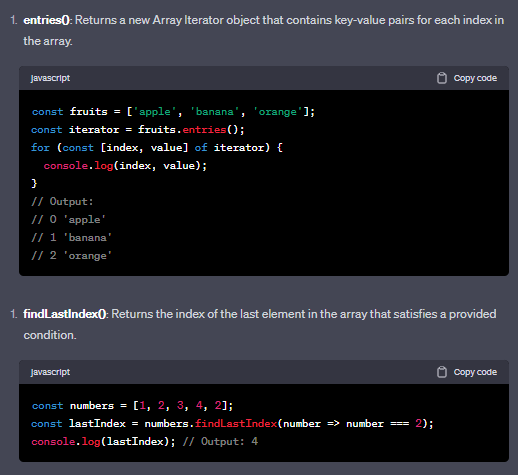 1. entries(): Returns a new Array Iterator object that contains key-value pairs for each index in
the array.
javascript
Copy code
const fruits = ['apple', 'banana', 'orange'];
const iterator = fruits.entries();
for (const [index, value] of iterator) {
  console.log(index, value);
}
// Output:
// 0 'apple'
// 1 'banana'
// 2 'orange'
1. findLastIndex(): Returns the index of the last element in the array that satisfies a provided
condition.
javascript
Copy code
const numbers = [1, 2, 3, 4, 2];
const lastIndex = numbers.findLastIndex(number => number === 2);
console.log(lastIndex); // Output: 4